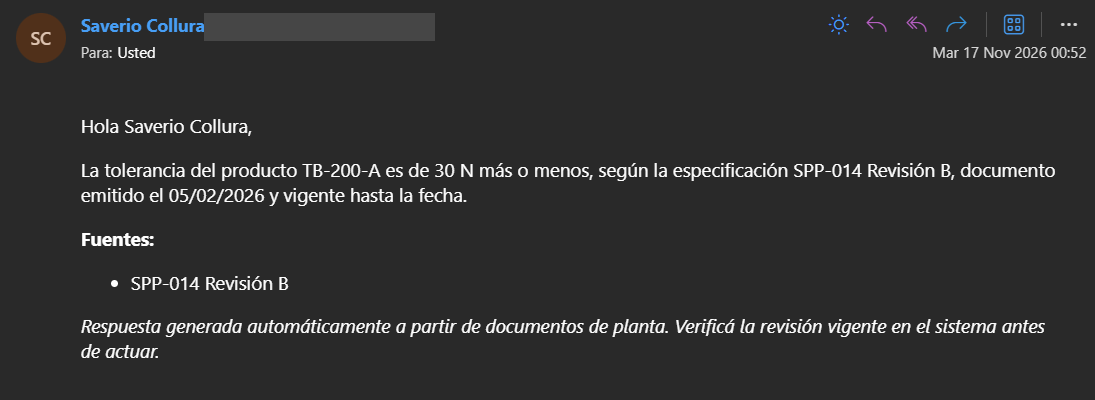 SC
Saverio Collura
Para: Usted
Mar 17 Nov 2026 00:52
Hola Saverio Collura,
La tolerancia del producto TB-200-A es de 30 N más o menos, según la especificación SPP-014 Revisión B, documento
emitido el 05/02/2026 y vigente hasta la fecha.
Fuentes:
• SPP-014 Revisión B
Respuesta generada automáticamente a partir de documentos de planta. Verificá la revisión vigente en el sistema antes
de actuar.